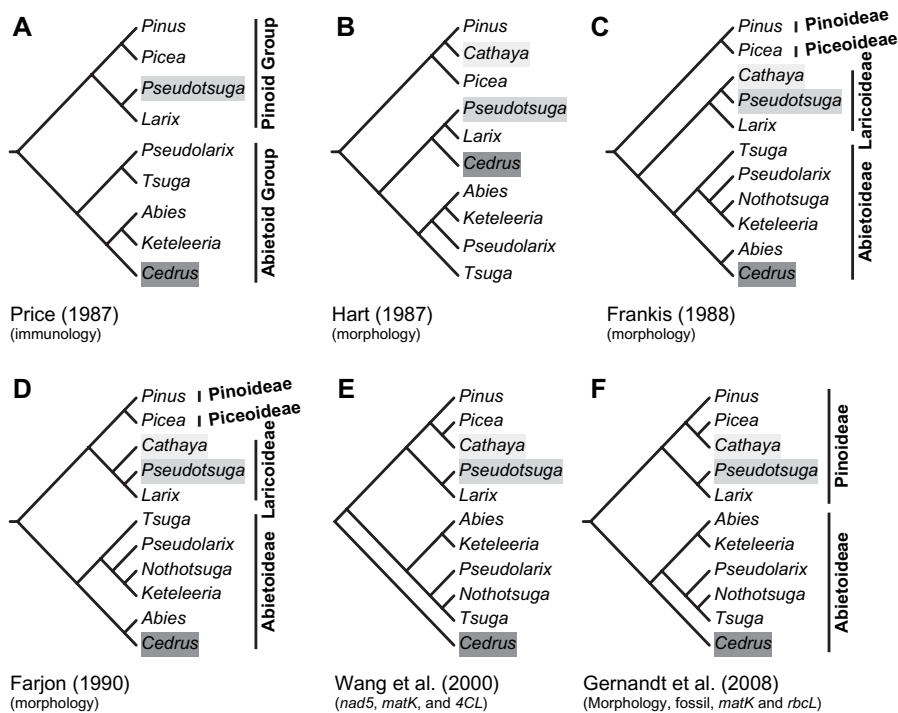 A
Pinus
Picea
Pseudotsuga
Larix
Pseudolarix
Tsuga
Abies
Keteleeria
Cedrus
Pinoid Group
Abietoid Group
Price (1987)
(immunology)
B
Pinus
Cathaya
Picea
Pseudotsuga
Larix
Cedrus
Abies
Keteleeria
Pseudolarix
Tsuga
Hart (1987)
(morphology)
C
Pinus
Picea
Cathaya
Pseudotsuga
Larix
Tsuga
Pseudolarix
Nothotsuga
Keteleeria
Abies
Cedrus
Pinoideae
Piceoideae
Laricoideae
Abietoideae
Frankis (1988)
(morphology)
D
Pinus
Picea
Cathaya
Pseudotsuga
Larix
Tsuga
Pseudolarix
Nothotsuga
Keteleeria
Abies
Cedrus
Pinoideae
Piceoideae
Laricoideae
Abietoideae
Farjon (1990)
(morphology)
E
Pinus
Picea
Cathaya
Pseudotsuga
Larix
Abies
Keteleeria
Pseudolarix
Nothotsuga
Tsuga
Cedrus
Wang et al. (2000)
(nad5, matK, and 4CL)
F
Pinus
Picea
Cathaya
Pseudotsuga
Larix
Abies
Keteleeria
Pseudolarix
Nothotsuga
Tsuga
Cedrus
Pinoideae
Abietoideae
Gernandt et al. (2008)
(Morphology, fossil, matK and rbcL)